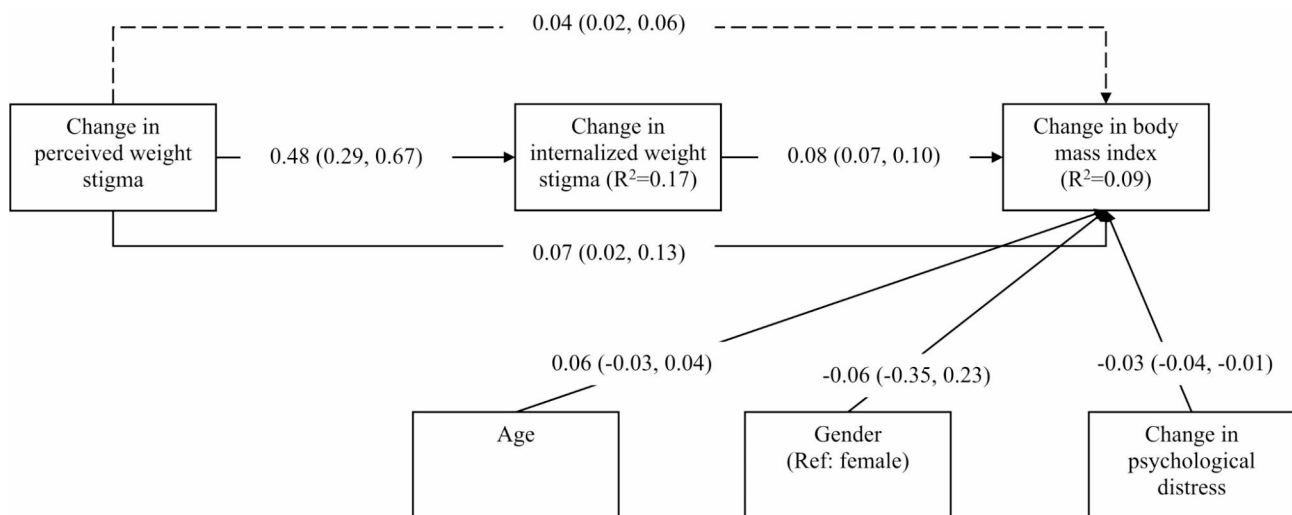 0.04 (0.02, 0.06)
Change in
perceived weight
stigma
0.48 (0.29, 0.67)
Change in
internalized weight
stigma (R²=0.17)
0.08 (0.07, 0.10)
Change in body
mass index
(R²=0.09)
0.07 (0.02, 0.13)
0.06 (-0.03, 0.04)
-0.06 (-0.35, 0.23)
-0.03 (-0.04, -0.01)
Age
Gender
(Ref: female)
Change in
psychological
distress